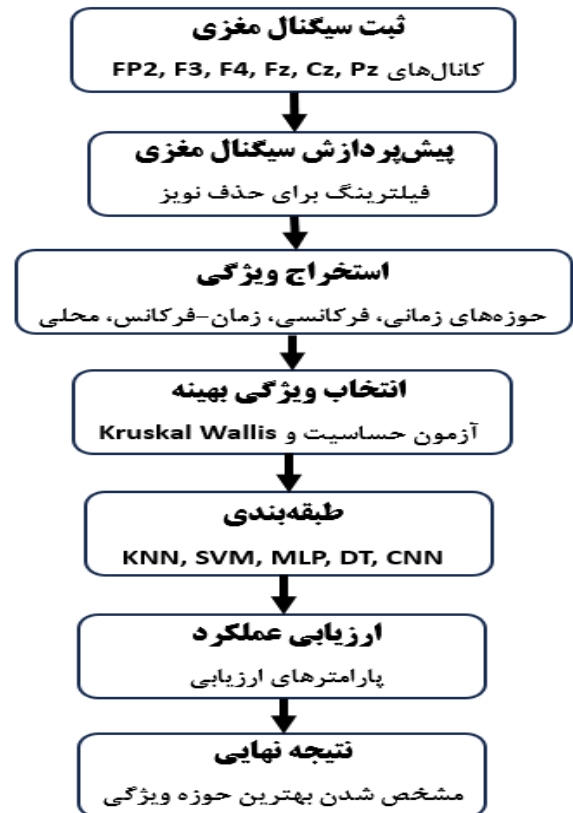 ثبت سیگنال مغزی
کانال‌های FP2, F3, F4, Fz, Cz, Pz
پیش‌پردازش سیگنال مغزی
فیلترینگ برای حذف نویز
استخراج ویژگی
حوزه‌های زمانی، فرکانسی، زمان-فرکانس، محلی
انتخاب ویژگی بهینه
آزمون حساسیت و Kruskal Wallis
طبقه‌بندی
KNN, SVM, MLP, DT, CNN
ارزیابی عملکرد
پارامترهای ارزیابی
نتیجه نهایی
مشخص شدن بهترین حوزه ویژگی